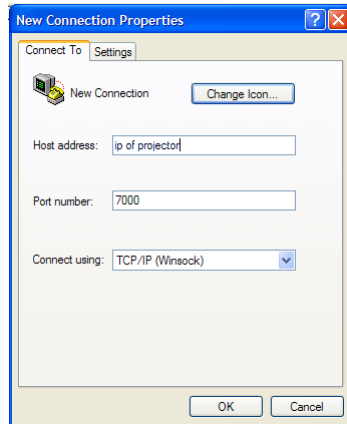 New Connection Properties
Connect To Settings
New Connection Change Icon...
Host address: ip of projector
Port number: 7000
Connect using: TCP/IP (Winsock)
OK Cancel